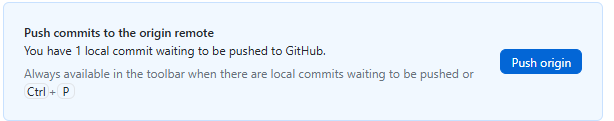 Push commits to the origin remote
You have 1 local commit waiting to be pushed to GitHub.
Push origin
Always available in the toolbar when there are local commits waiting to be pushed or
Ctrl + P